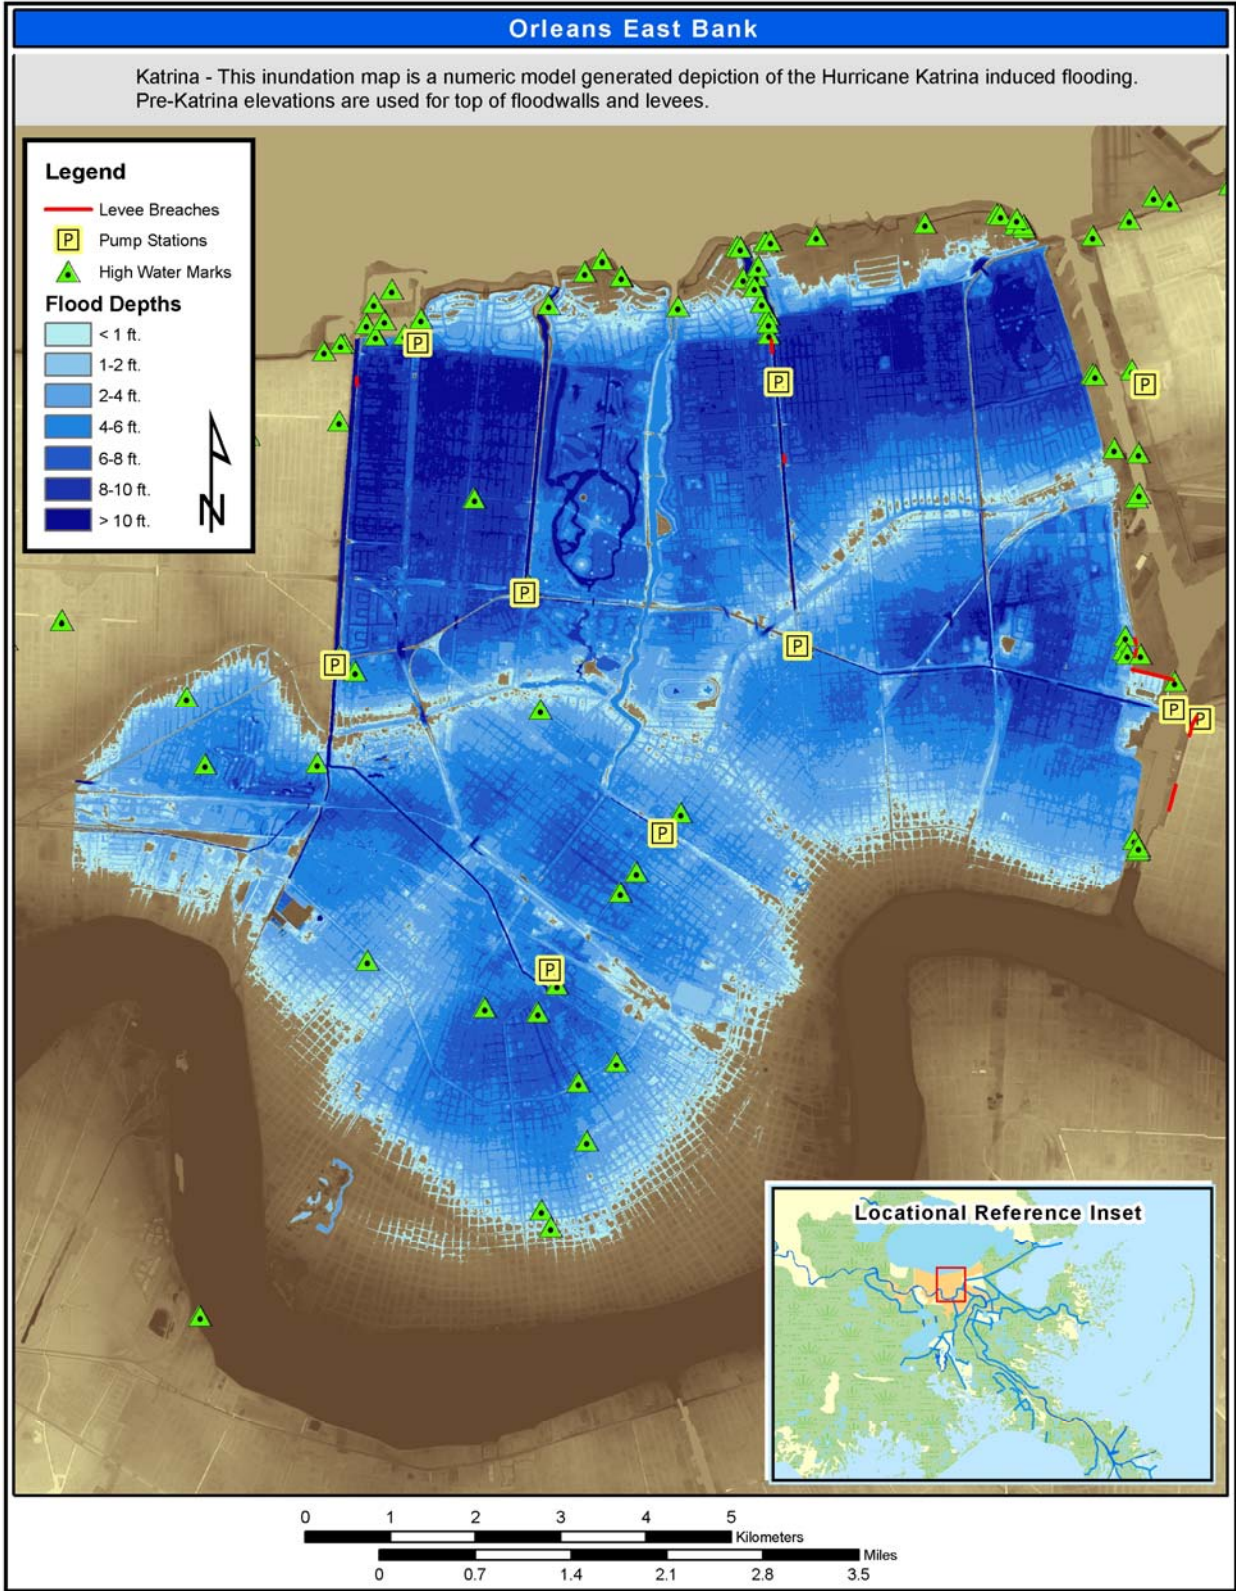 Orleans East Bank
Katrina - This inundation map is a numeric model generated depiction of the Hurricane Katrina induced flooding.
Pre-Katrina elevations are used for top of floodwalls and levees.
Legend
Levee Breaches
P Pump Stations
High Water Marks
Flood Depths
< 1 ft.
1-2 ft.
2-4 ft.
4-6 ft.
6-8 ft.
8-10 ft.
> 10 ft.
N
P
P
P
P
P
P
P
P
P
P
Locational Reference Inset
0 1 2 3 4 5
Kilometers
Miles
0 0.7 1.4 2.1 2.8 3.5